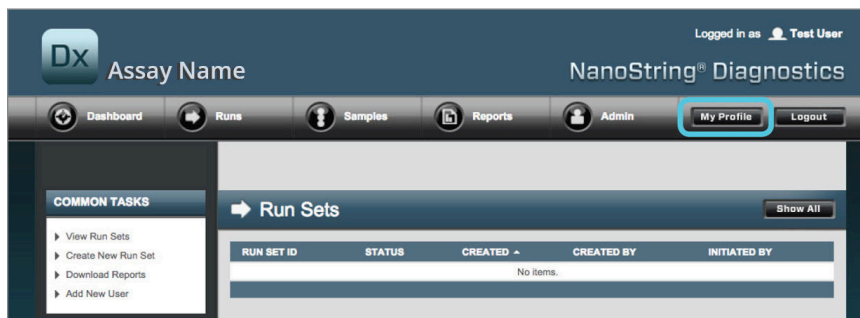 Logged in as Test User
Dx Assay Name
NanoString® Diagnostics
Dashboard Runs Samples Reports Admin My Profile Logout
COMMON TASKS
View Run Sets
Create New Run Set
Download Reports
Add New User
Run Sets Show All
RUN SET ID STATUS CREATED CREATED BY INITIATED BY
No items.